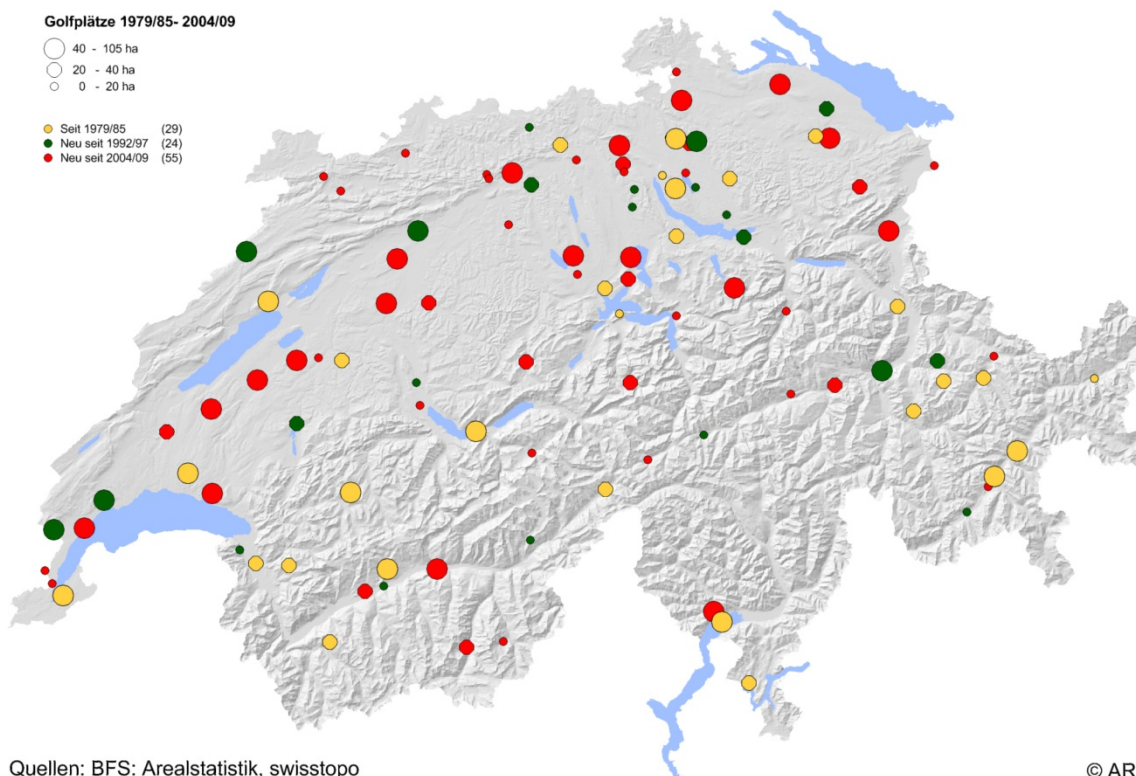 Golfplätze 1979/85- 2004/09
40 - 105 ha
20 - 40 ha
0 - 20 ha
Seit 1979/85 (29)
Neu seit 1992/97 (24)
Neu seit 2004/09 (55)
Quellen: BFS: Arealstatistik, swisstopo
© AR